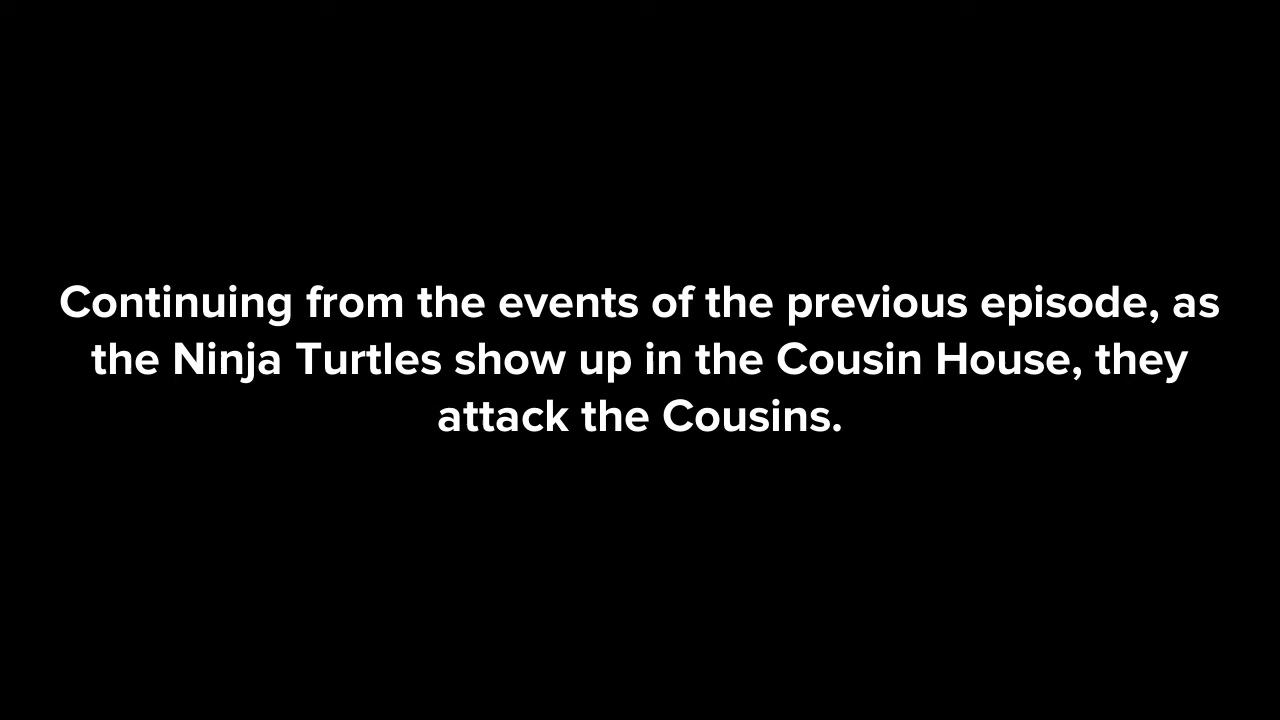 Continuing from the events of the previous episode, as
the Ninja Turtles show up in the Cousin House, they
attack the Cousins.